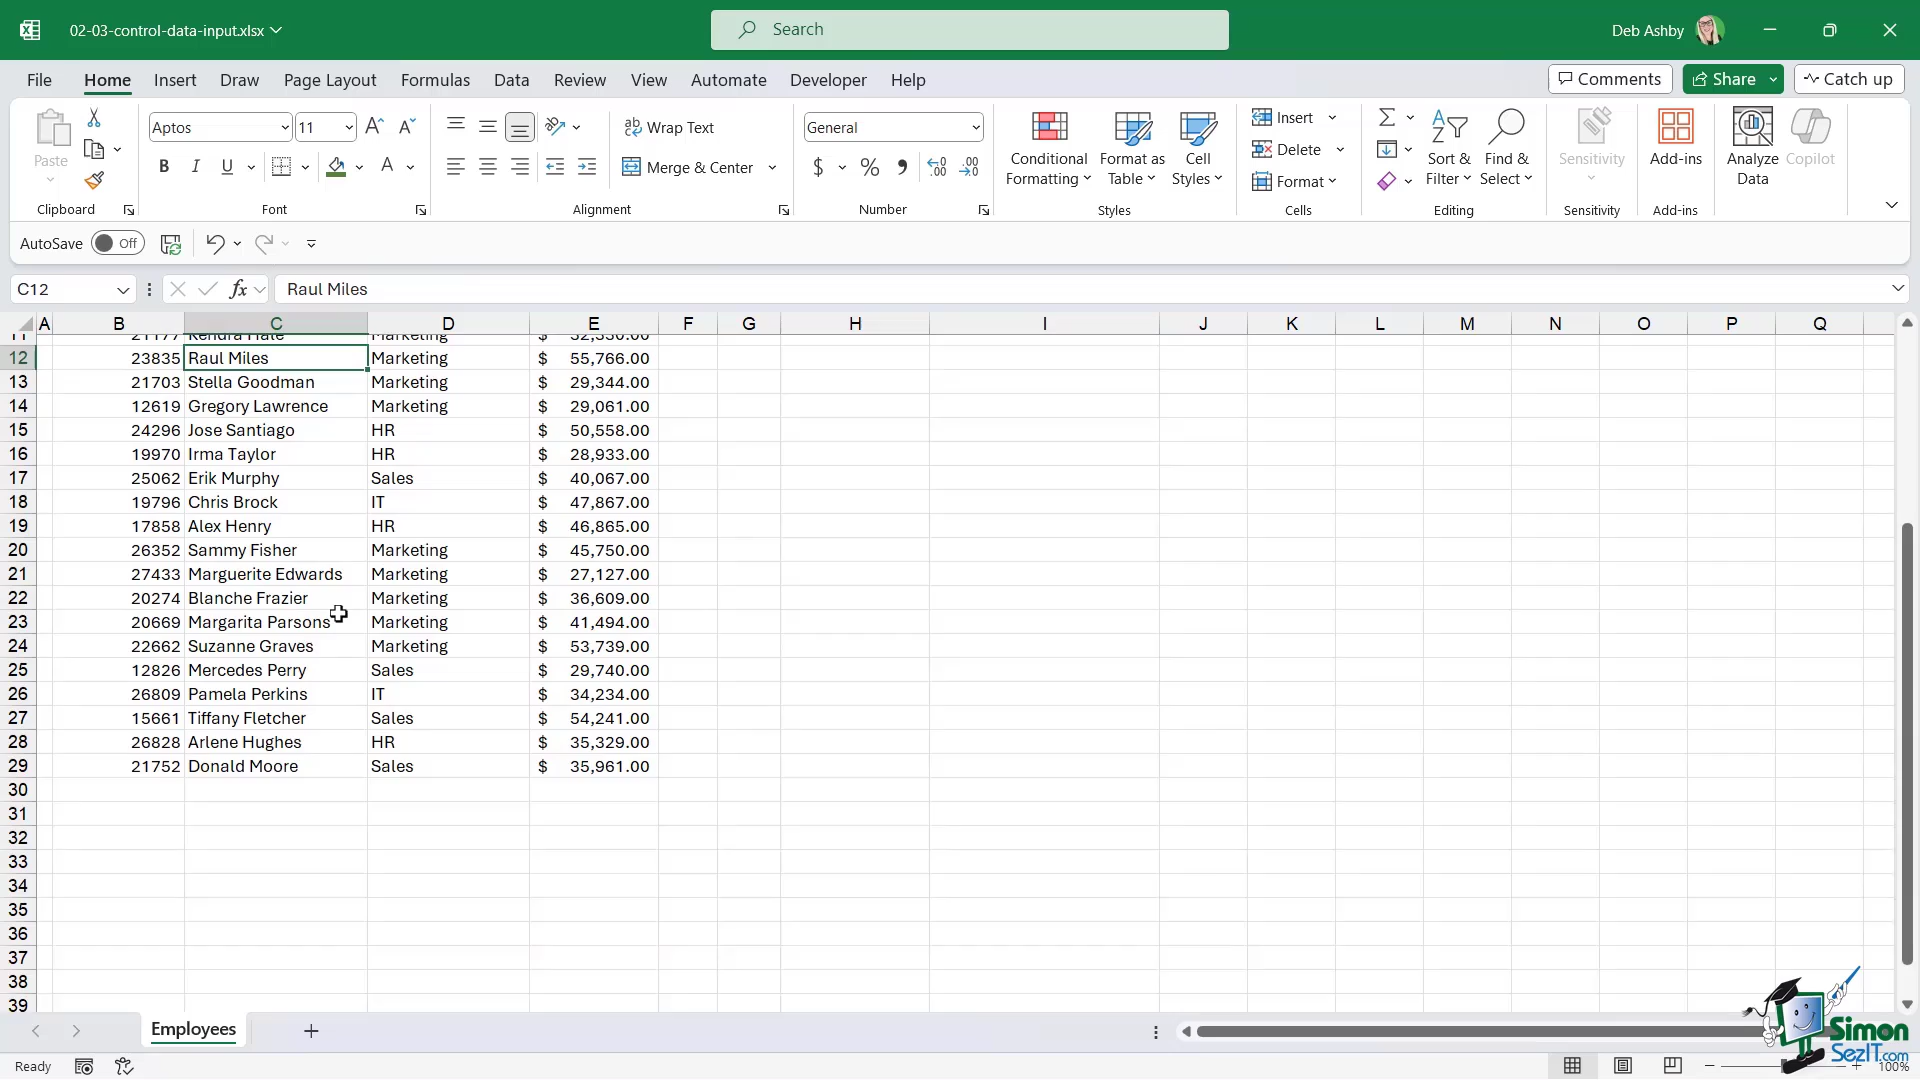 02-03-control-data-input.xlsx
Search
Deb Ashby
File Home Insert Draw Page Layout Formulas Data Review View Automate Developer Help
Comments Share Catch up
Paste
Clipboard
Aptos 11
B I U A
Font
Wrap Text
Merge & Center
Alignment
General
$ % , .00
Number
Conditional Formatting
Format as Table
Cell Styles
Styles
Insert
Delete
Format
Cells
Sort & Filter
Find & Select
Editing
Sensitivity
Sensitivity
Add-ins
Add-ins
Analyze Data
Copilot
AutoSave Off
C12 fx Raul Miles
A B C D E F G H I J K L M N O P Q
11 21177 Kendra Hale Marketing $ 32,330.00
12 23835 Raul Miles Marketing $ 55,766.00
13 21703 Stella Goodman Marketing $ 29,344.00
14 12619 Gregory Lawrence Marketing $ 29,061.00
15 24296 Jose Santiago HR $ 50,558.00
16 19970 Irma Taylor HR $ 28,933.00
17 25062 Erik Murphy Sales $ 40,067.00
18 19796 Chris Brock IT $ 47,867.00
19 17858 Alex Henry HR $ 46,865.00
20 26352 Sammy Fisher Marketing $ 45,750.00
21 27433 Marguerite Edwards Marketing $ 27,127.00
22 20274 Blanche Frazier Marketing $ 36,609.00
23 20669 Margarita Parsons Marketing $ 41,494.00
24 22662 Suzanne Graves Marketing $ 53,739.00
25 12826 Mercedes Perry Sales $ 29,740.00
26 26809 Pamela Perkins IT $ 34,234.00
27 15661 Tiffany Fletcher Sales $ 54,241.00
28 26828 Arlene Hughes HR $ 35,329.00
29 21752 Donald Moore Sales $ 35,961.00
30
31
32
33
34
35
36
37
38
39
Employees
Simon
SezIT.com
Ready 100%